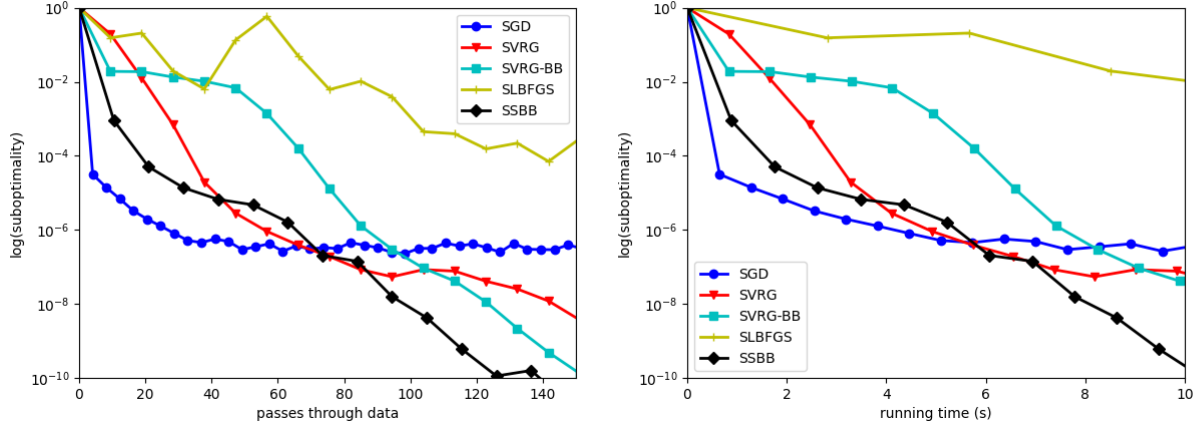 10^0
10^-2
10^-4
10^-6
10^-8
10^-10
log(suboptimality)
0 20 40 60 80 100 120 140
passes through data
SGD
SVRG
SVRG-BB
SLBFGS
SSBB
10^0
10^-2
10^-4
10^-6
10^-8
10^-10
log(suboptimality)
0 2 4 6 8 10
running time (s)
SGD
SVRG
SVRG-BB
SLBFGS
SSBB